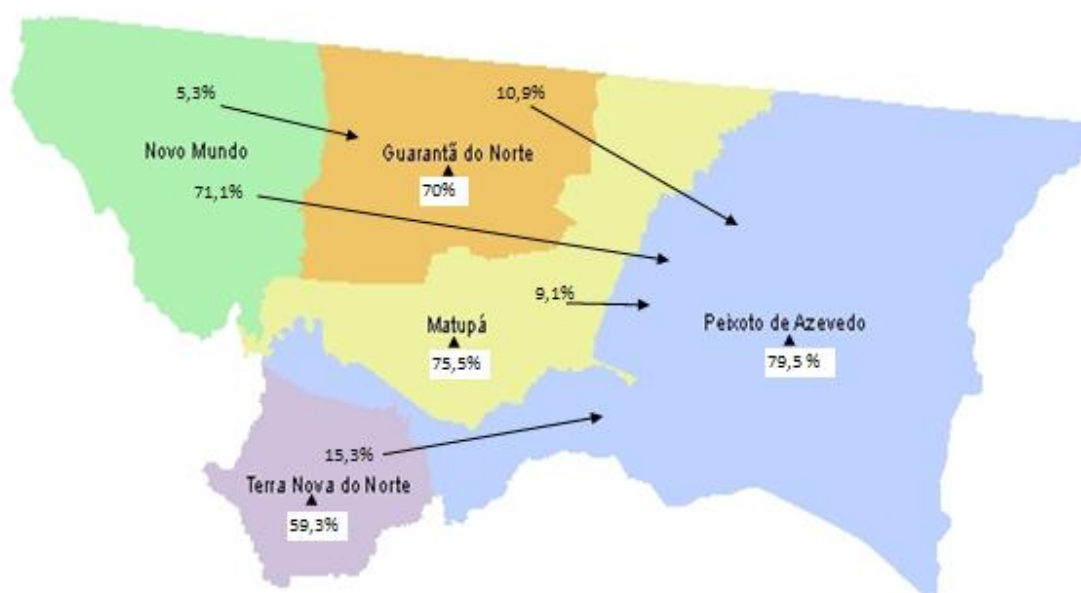 5,3%
10,9%
Novo Mundo
Guarantã do Norte
70%
71,1%
9,1%
Matupá
75,5%
Peixoto de Azevedo
79,5 %
15,3%
Terra Nova do Norte
59,3%